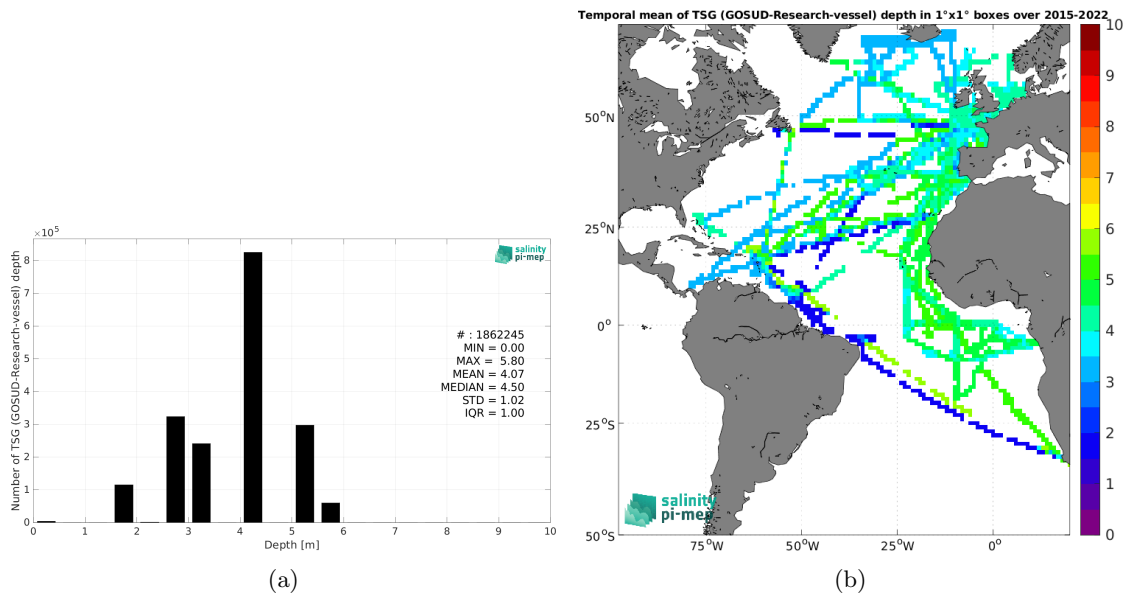 ×10⁵
8
7
6
5
4
3
2
1
0
Number of TSG (GOSUD-Research-vessel) depth
salinity
pi-mep
# : 1862245
MIN = 0.00
MAX = 5.80
MEAN = 4.07
MEDIAN = 4.50
STD = 1.02
IQR = 1.00
0 1 2 3 4 5 6 7 8 9 10
Depth [m]
(a)
Temporal mean of TSG (GOSUD-Research-vessel) depth in 1°x1° boxes over 2015-2022
50°N
25°N
0°
25°S
50°S
75°W 50°W 25°W 0°
salinity
pi-mep
10
9
8
7
6
5
4
3
2
1
0
(b)